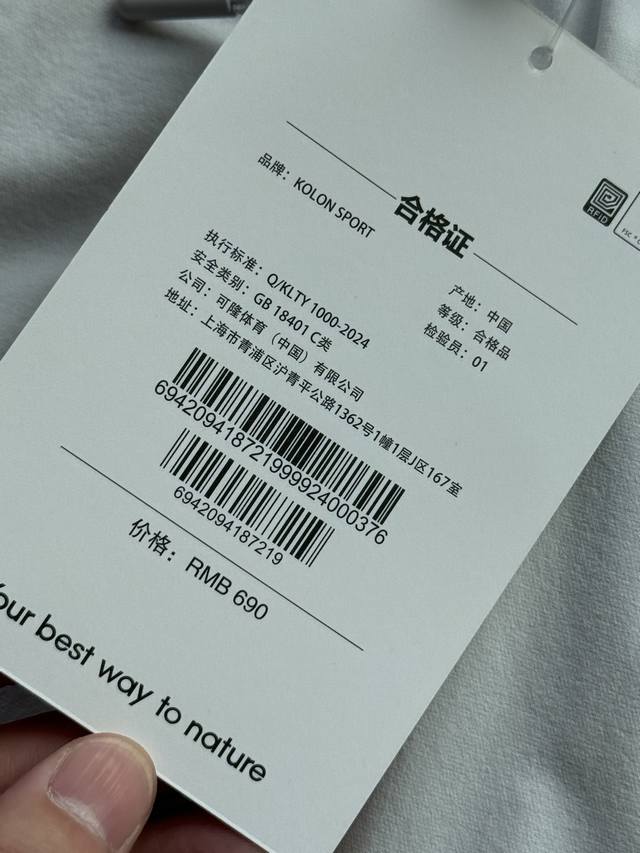 合格证
品牌：KOLON SPORT
产地：中国
等级：合格品
检验员：01
执行标准：Q/KLTY 1000-2024
安全类别：GB 18401 C类
公司：可隆体育（中国）有限公司
地址：上海市青浦区沪青平公路1362号1幢1层J区167室
694209418721999924000376
6942094187219
价格：RMB 690
our best way to nature
RFID
FSC